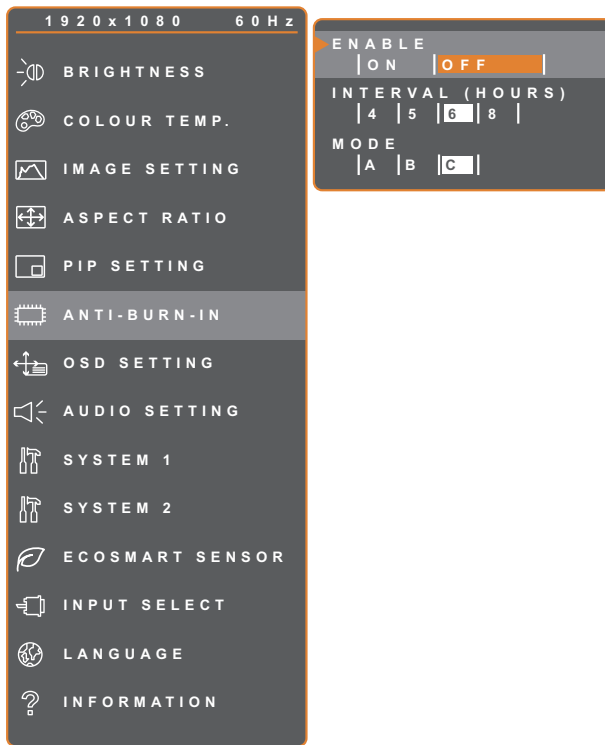 1920x1080 60Hz
BRIGHTNESS
COLOUR TEMP.
IMAGE SETTING
ASPECT RATIO
PIP SETTING
ANTI-BURN-IN
OSD SETTING
AUDIO SETTING
SYSTEM 1
SYSTEM 2
ECOSMART SENSOR
INPUT SELECT
LANGUAGE
INFORMATION
ENABLE
ON OFF
INTERVAL (HOURS)
4 5 6 8
MODE
A B C